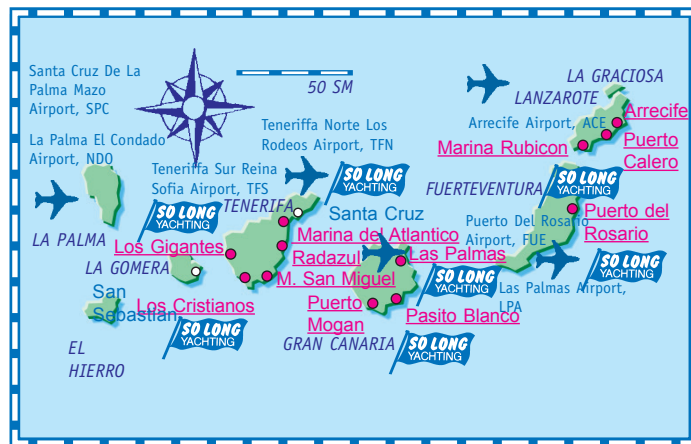 Santa Cruz De La
Palma Mazo
Airport, SPC
La Palma El Condado
Airport, NDO
50 SM
LA GRACIOSA
LANZAROTE
Teneriffa Norte Los
Rodeos Airport, TFN
Arrecife
Arrecife Airport, ACE
Marina Rubicon
Puerto
Calero
Teneriffa Sur Reina
Sofia Airport, TFS
SO LONG
YACHTING
FUERTEVENTURA
SO LONG
YACHTING
TENERIFA
SO LONG
YACHTING
Santa Cruz
Puerto Del Rosario
Airport, FUE
Puerto del
Rosario
LA PALMA
Los Gigantes
Marina de Atlantico
Radazul
Las Palmas
LA GOMERA
M. San Miguel
SO LONG
YACHTING
San
Sebastian
Los Cristianos
Puerto
Mogan
SO LONG
YACHTING
Las Palmas Airport,
LPA
Pasito Blanco
SO LONG
YACHTING
GRAN CANARIA
SO LONG
YACHTING
EL
HIERRO